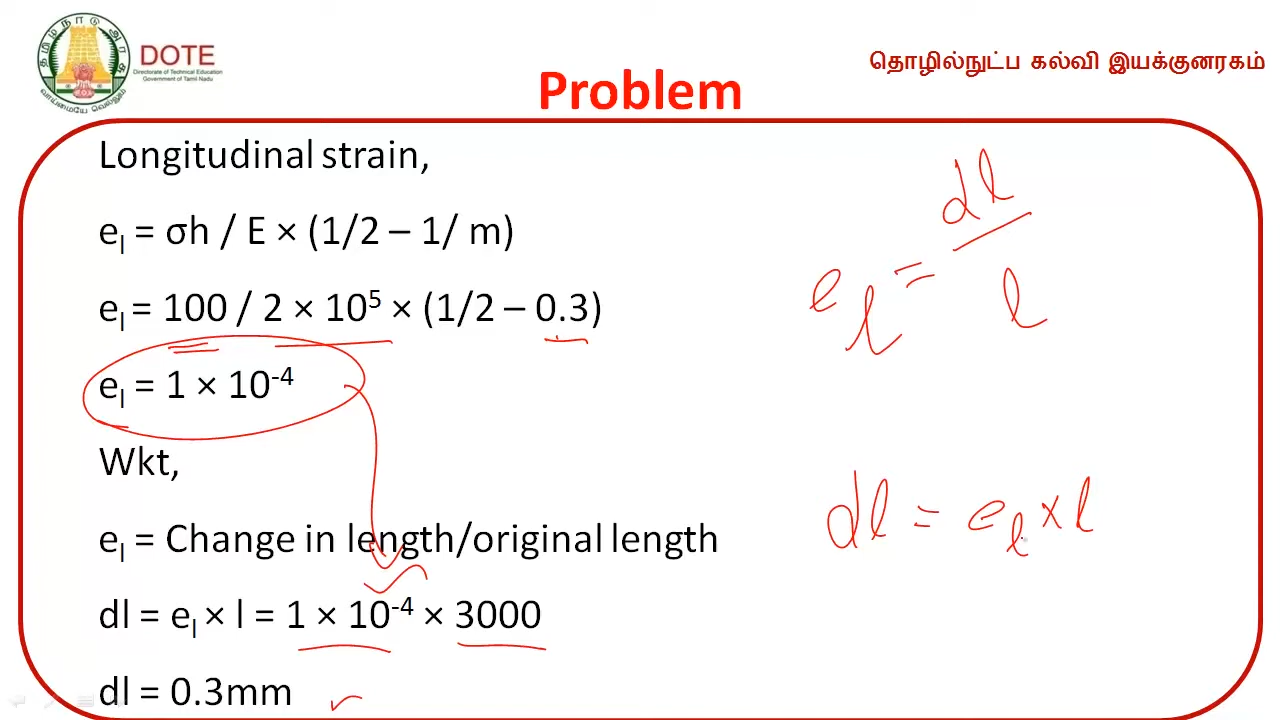 தமிழ்நாடு அரசு
வாய்மையே வெல்லும்
DOTE
Directorate of Technical Education
Government of Tamil Nadu
தொழில்நுட்ப கல்வி இயக்குனரகம்
Problem
Longitudinal strain,
eₗ = σh / E × (1/2 – 1/ m)
eₗ = 100 / 2 × 10⁵ × (1/2 – 0.3)
eₗ = 1 × 10⁻⁴
Wkt,
eₗ = Change in length/original length
dl = eₗ × l = 1 × 10⁻⁴ × 3000
dl = 0.3mm
eₗ = dl / l
dl = eₗ × l